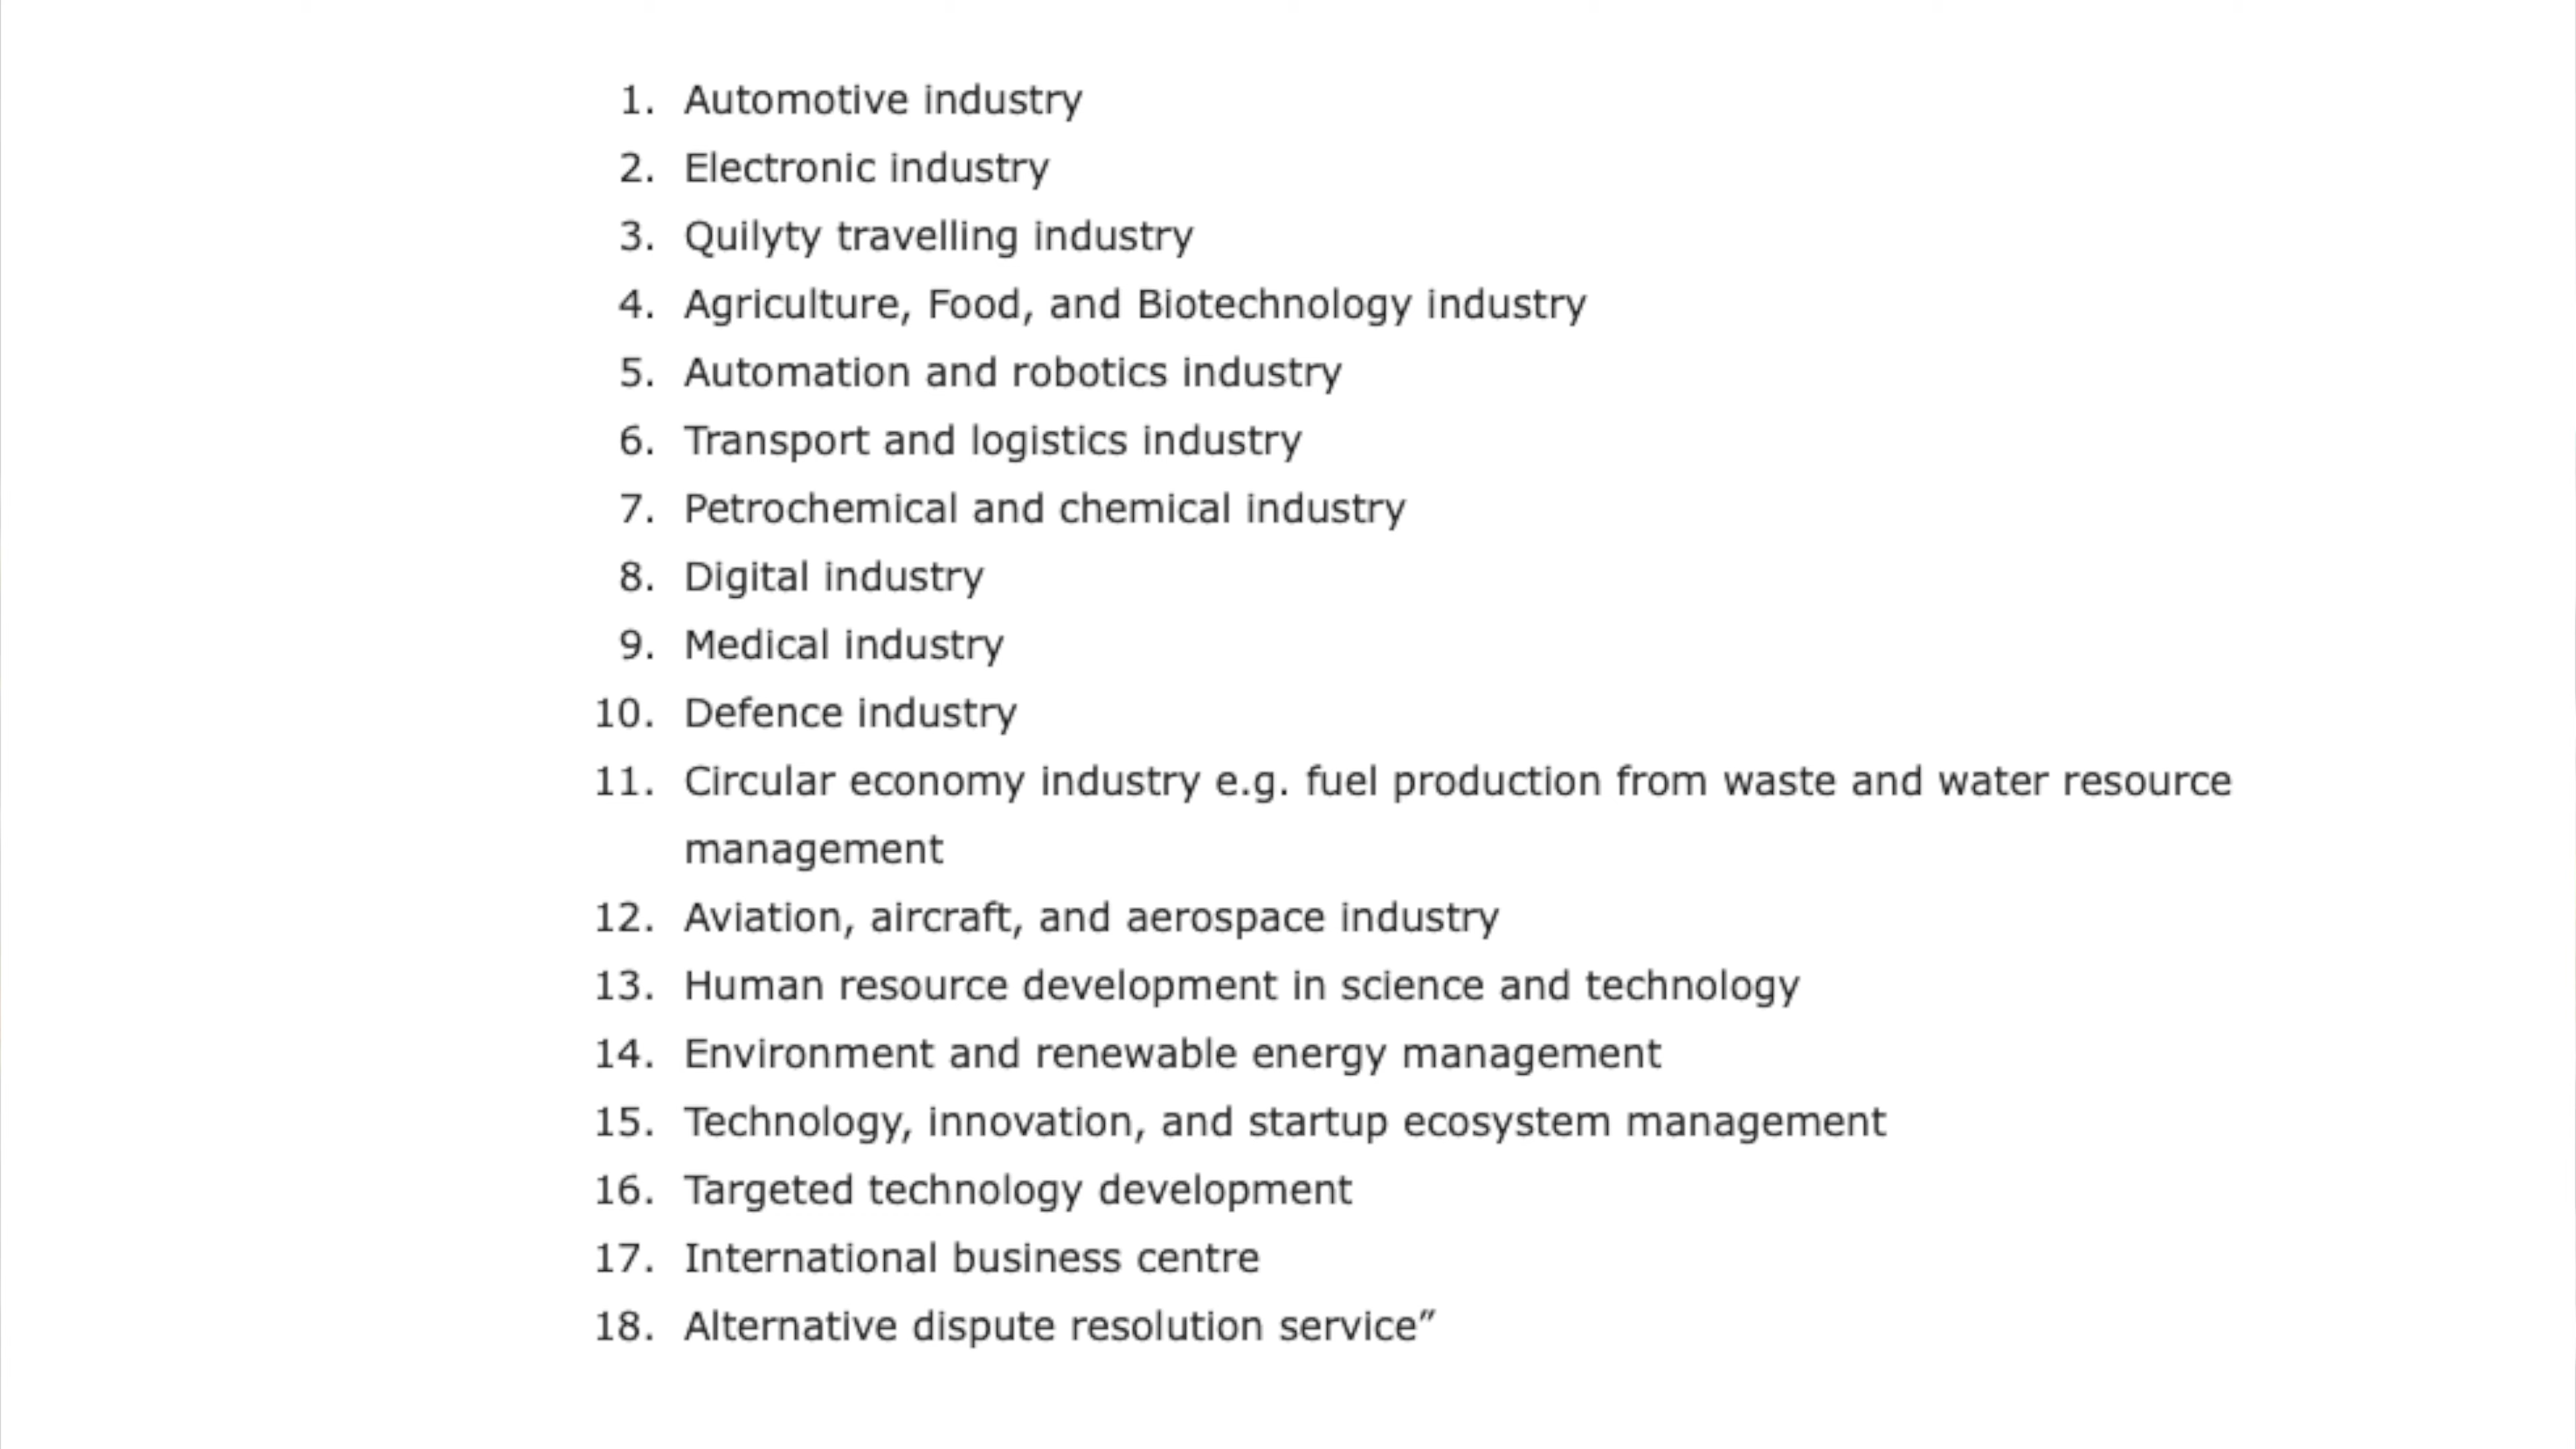 1. Automotive industry
2. Electronic industry
3. Quilyty travelling industry
4. Agriculture, Food, and Biotechnology industry
5. Automation and robotics industry
6. Transport and logistics industry
7. Petrochemical and chemical industry
8. Digital industry
9. Medical industry
10. Defence industry
11. Circular economy industry e.g. fuel production from waste and water resource
management
12. Aviation, aircraft, and aerospace industry
13. Human resource development in science and technology
14. Environment and renewable energy management
15. Technology, innovation, and startup ecosystem management
16. Targeted technology development
17. International business centre
18. Alternative dispute resolution service”